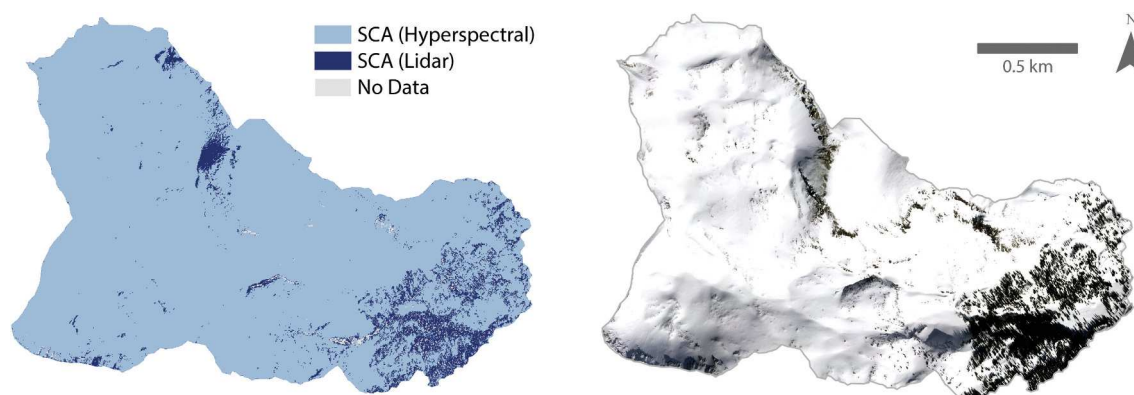 SCA (Hyperspectral)
SCA (Lidar)
No Data
0.5 km
N